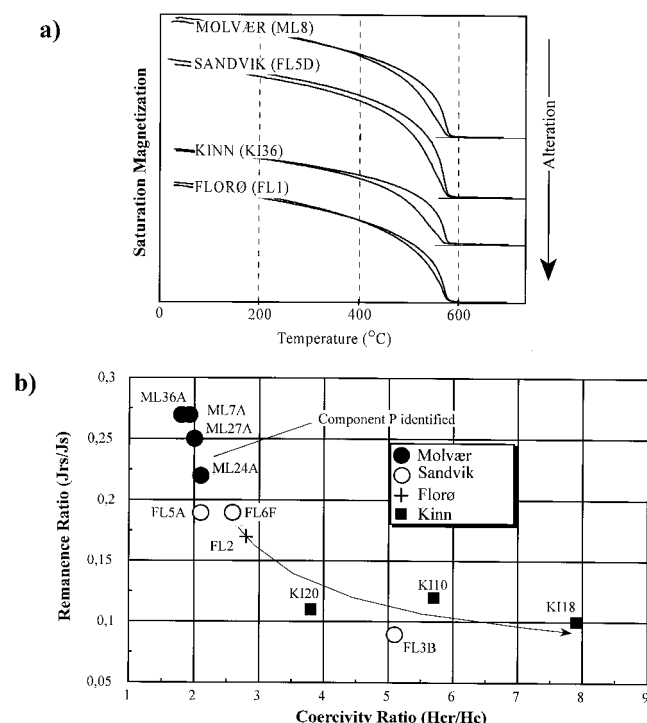 a)
MOLVÆR (ML8)
SANDVIK (FL5D)
KINN (KI36)
FLORØ (FL1)
Saturation Magnetization
Alteration
0 200 400 600
Temperature (°C)
b)
0,3
0,25
0,2
0,15
0,1
0,05
Remanence Ratio (Jrs/Js)
ML36A
ML7A
ML27A
ML24A
Component P identified
Molvær
Sandvik
Florø
Kinn
FL5A
FL6F
FL2
KI20
KI10
KI18
FL3B
1 2 3 4 5 6 7 8 9
Coercivity Ratio (Hcr/Hc)